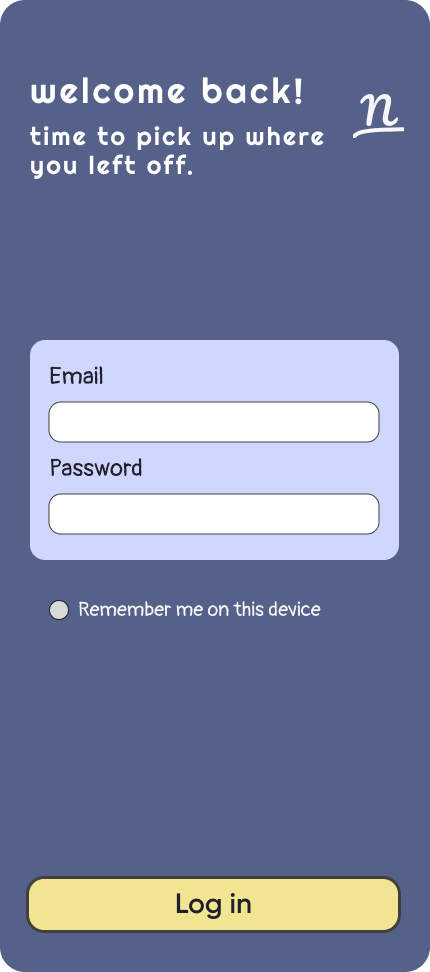 welcome back!
n
time to pick up where
you left off.
Email
Password
Remember me on this device
Log in